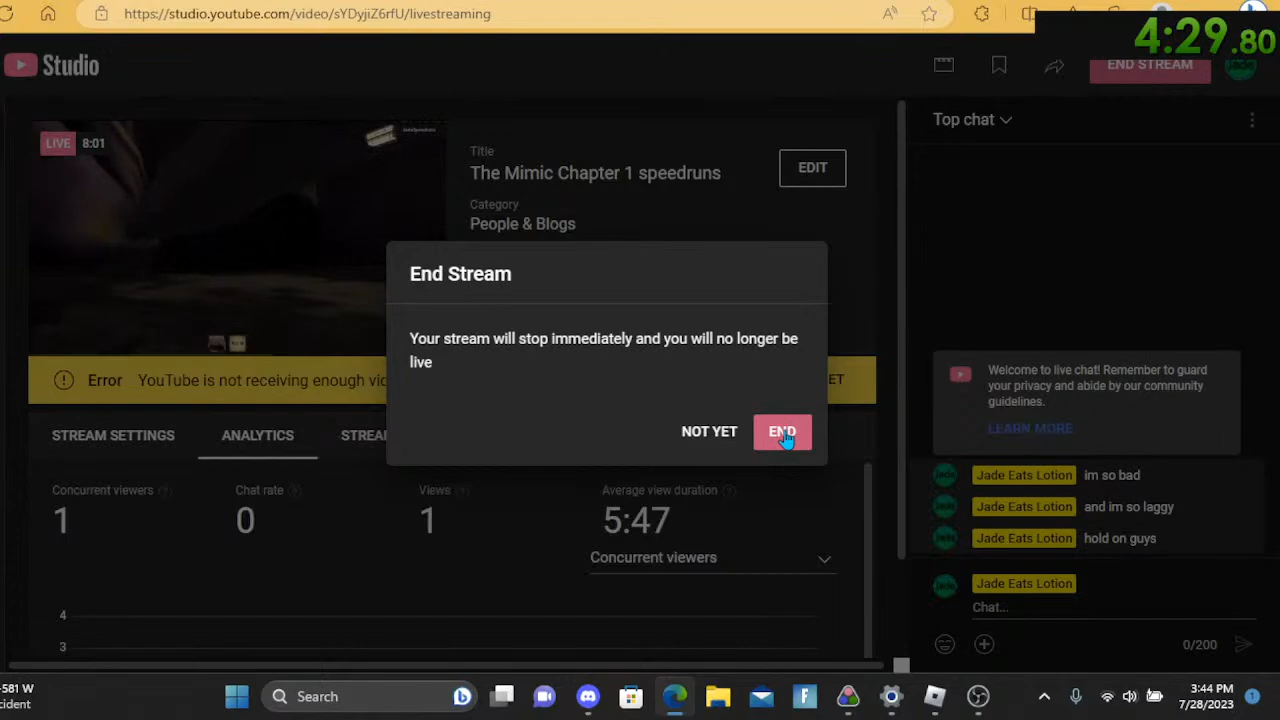 https://studio.youtube.com/video/sYDyjiZ6rfU/livestreaming
4:29.80
Studio
END STREAM
LIVE 8:01
Title
The Mimic Chapter 1 speedruns
EDIT
Category
People & Blogs
Top chat
End Stream
Your stream will stop immediately and you will no longer be
live
NOT YET
END
Error YouTube is not receiving enough
STREAM SETTINGS
ANALYTICS
Concurrent viewers
1
Chat rate
0
Views
1
Average view duration
5:47
Concurrent viewers
4
3
Welcome to live chat! Remember to guard
your privacy and abide by our community
guidelines.
LEARN MORE
Jade Eats Lotion im so bad
Jade Eats Lotion and im so laggy
Jade Eats Lotion hold on guys
Jade Eats Lotion
Chat...
0/200
-581 W
cident
Search
3:44 PM
7/28/2023
1